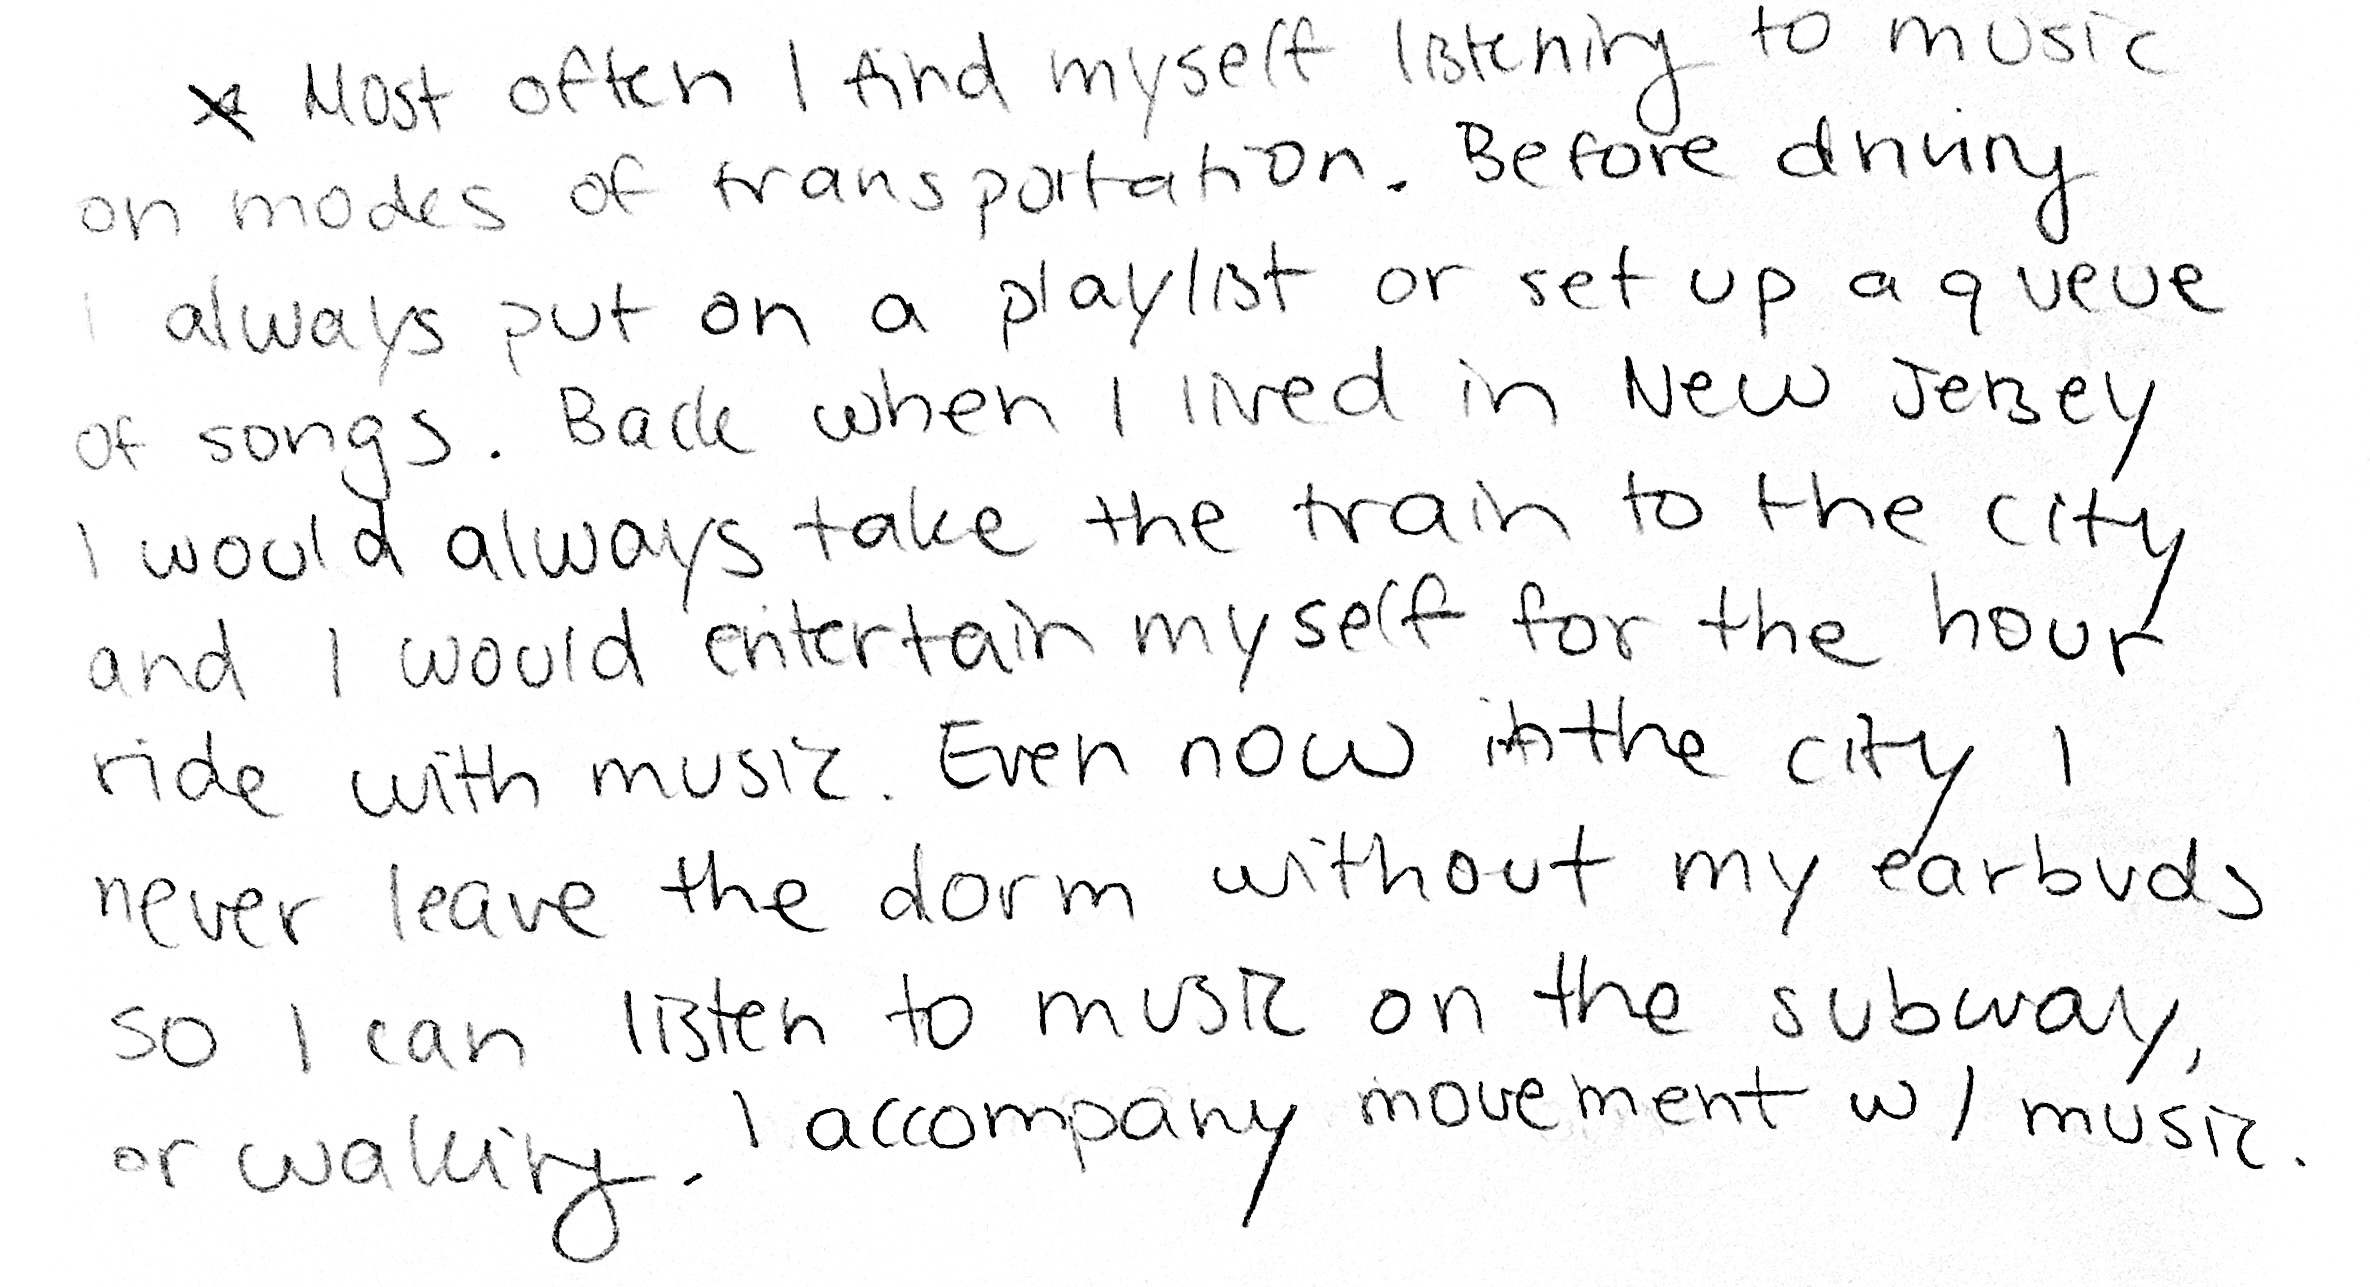 x Most often I find myself listening to music
on modes of transportation. Before driving
I always put on a playlist or set up a queue
of songs. Back when I lived in New Jersey
I would always take the train to the city
and I would entertain myself for the hour
ride with music. Even now in the city I
never leave the dorm without my earbuds
so I can listen to music on the subway,
or walking. I accompany movement w/ music.